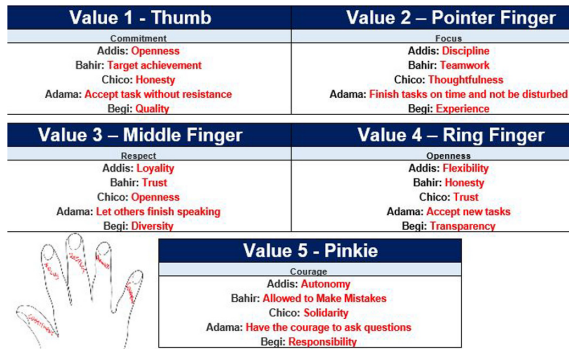 Value 1 - Thumb
Commitment
Addis: Openness
Bahir: Target achievement
Chico: Honesty
Adama: Accept task without resistance
Begi: Quality
Value 2 – Pointer Finger
Focus
Addis: Discipline
Bahir: Teamwork
Chico: Thoughtfulness
Adama: Finish tasks on time and not be disturbed
Begi: Experience
Value 3 – Middle Finger
Respect
Addis: Loyality
Bahir: Trust
Chico: Openness
Adama: Let others finish speaking
Begi: Diversity
Value 4 – Ring Finger
Openness
Addis: Flexibility
Bahir: Honesty
Chico: Trust
Adama: Accept new tasks
Begi: Transparency
Value 5 - Pinkie
Courage
Addis: Autonomy
Bahir: Allowed to Make Mistakes
Chico: Solidarity
Adama: Have the courage to ask questions
Begi: Responsibility